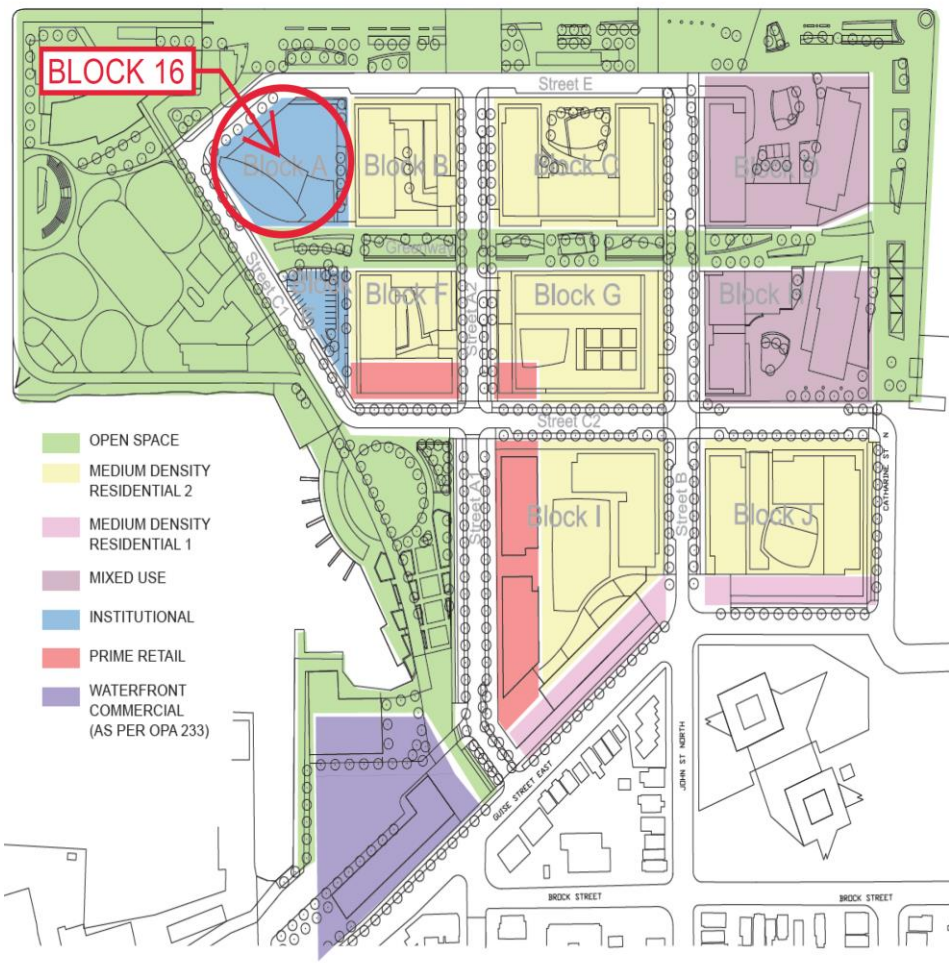 BLOCK 16
Street E
Block A
Block B
Block C
Block D
Greenway
Street C1
Block
Block F
Street A2
Block G
Street C2
OPEN SPACE
MEDIUM DENSITY
RESIDENTIAL 2
MEDIUM DENSITY
RESIDENTIAL 1
MIXED USE
INSTITUTIONAL
PRIME RETAIL
WATERFRONT
COMMERCIAL
(AS PER OPA 233)
Street A1
Block I
Street B
Block J
CATHARINE ST N
GUISE STREET EAST
JOHN ST NORTH
BROCK STREET
BROCK STREET